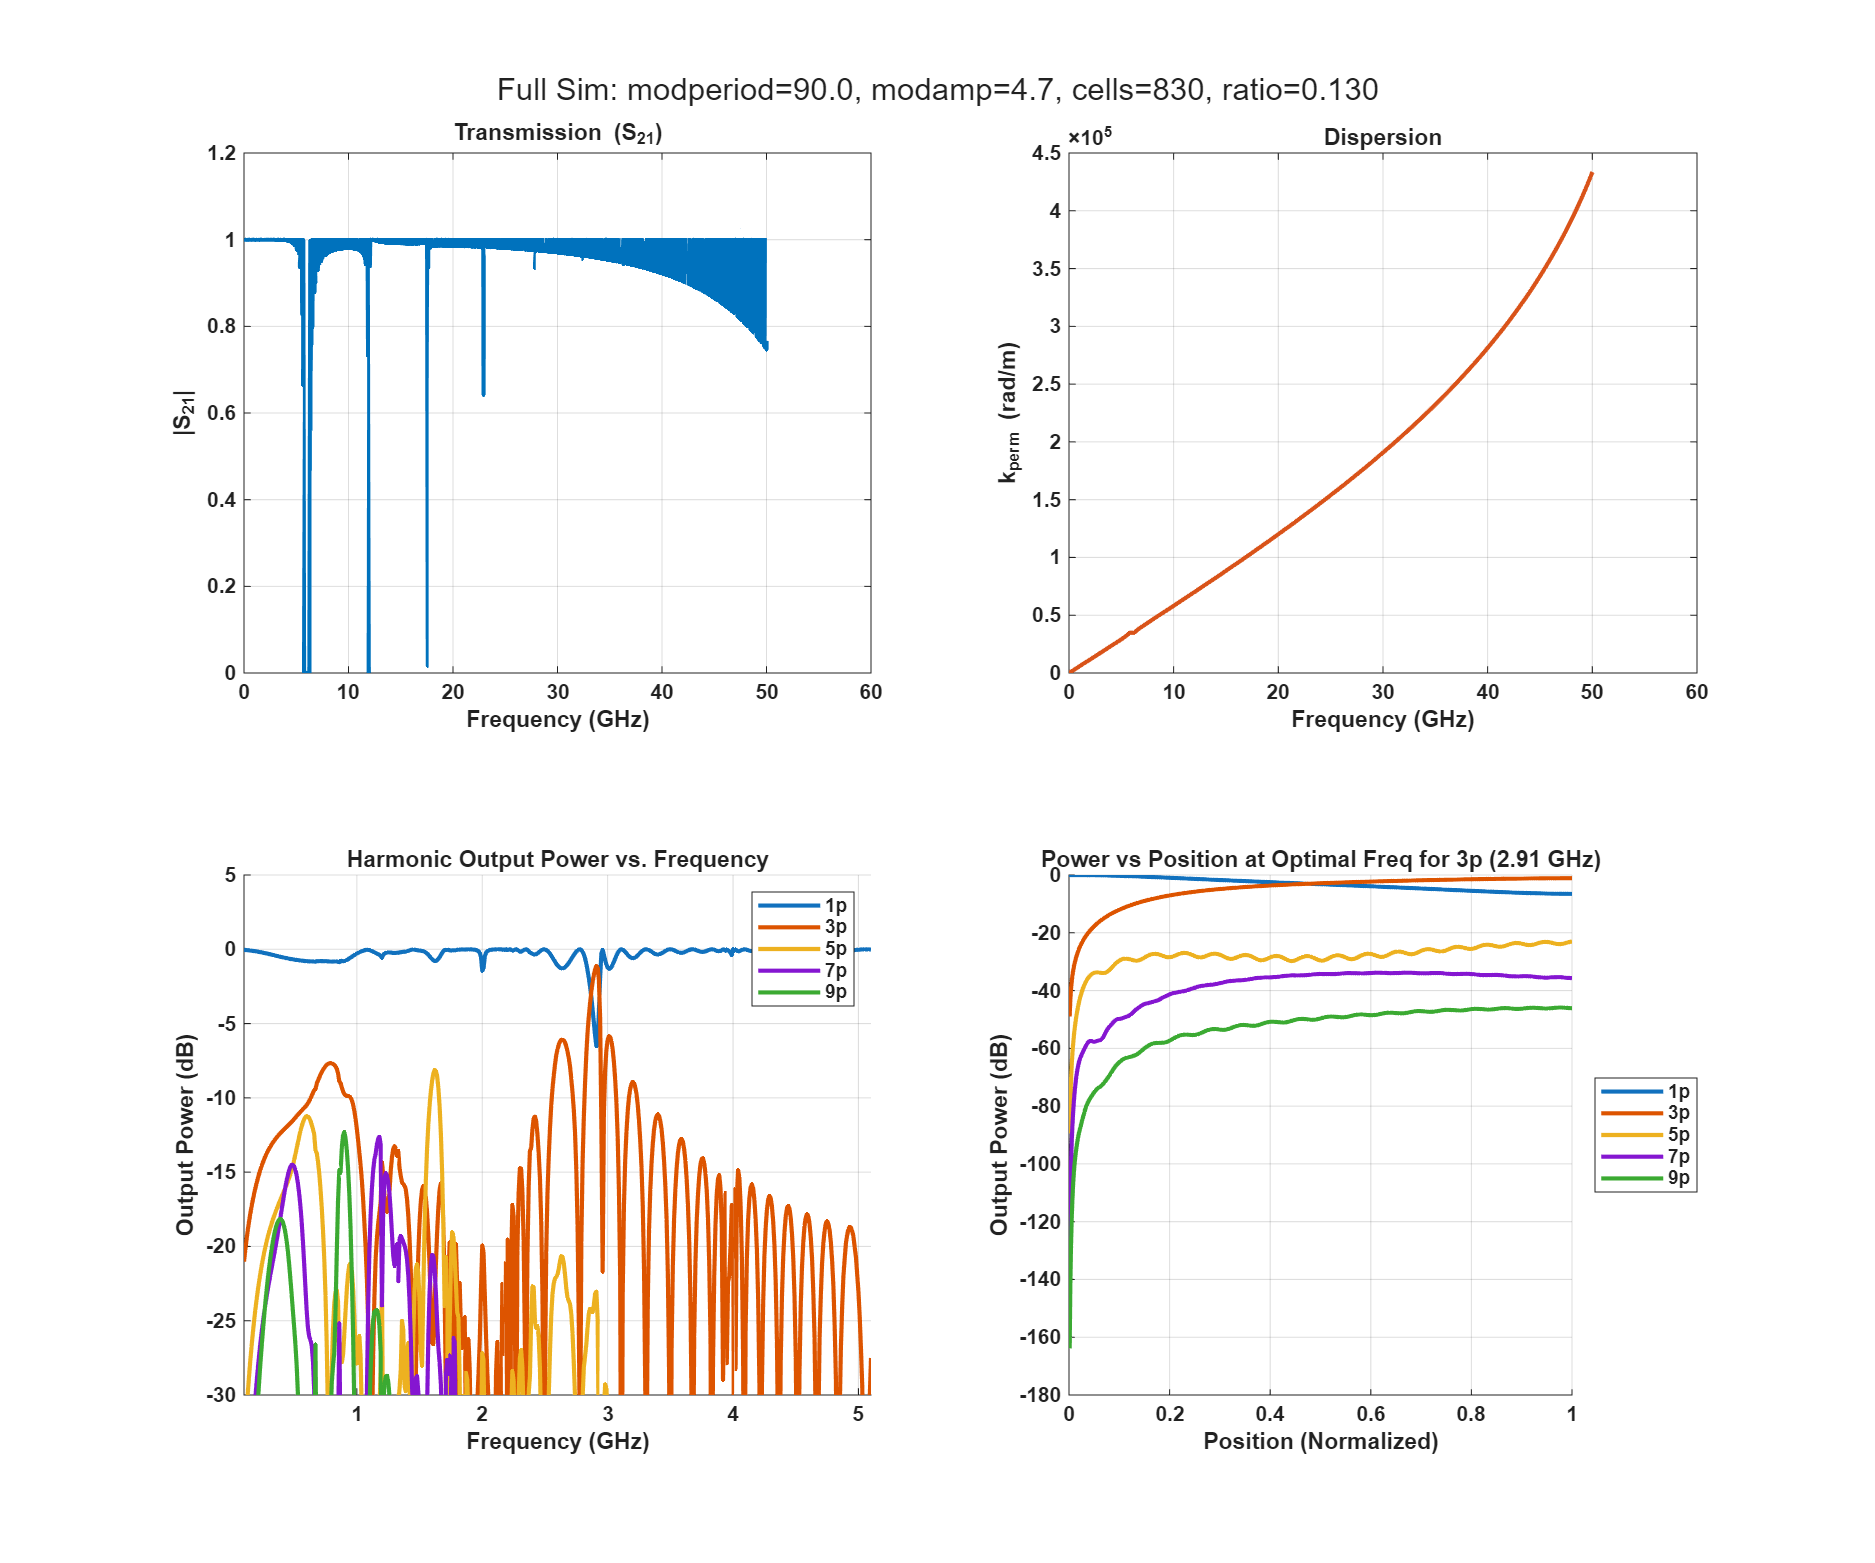 Full Sim: modperiod=90.0, modamp=4.7, cells=830, ratio=0.130
Transmission (S21)
1.2
1
0.8
0.6
0.4
0.2
0
|S21|
0 10 20 30 40 50 60
Frequency (GHz)
×10^5
Dispersion
4.5
4
3.5
3
2.5
2
1.5
1
0.5
0
kperm (rad/m)
0 10 20 30 40 50 60
Frequency (GHz)
Harmonic Output Power vs. Frequency
5
0
-5
-10
-15
-20
-25
-30
Output Power (dB)
1p
3p
5p
7p
9p
1 2 3 4 5
Frequency (GHz)
Power vs Position at Optimal Freq for 3p (2.91 GHz)
0
-20
-40
-60
-80
-100
-120
-140
-160
-180
Output Power (dB)
0 0.2 0.4 0.6 0.8 1
Position (Normalized)
1p
3p
5p
7p
9p